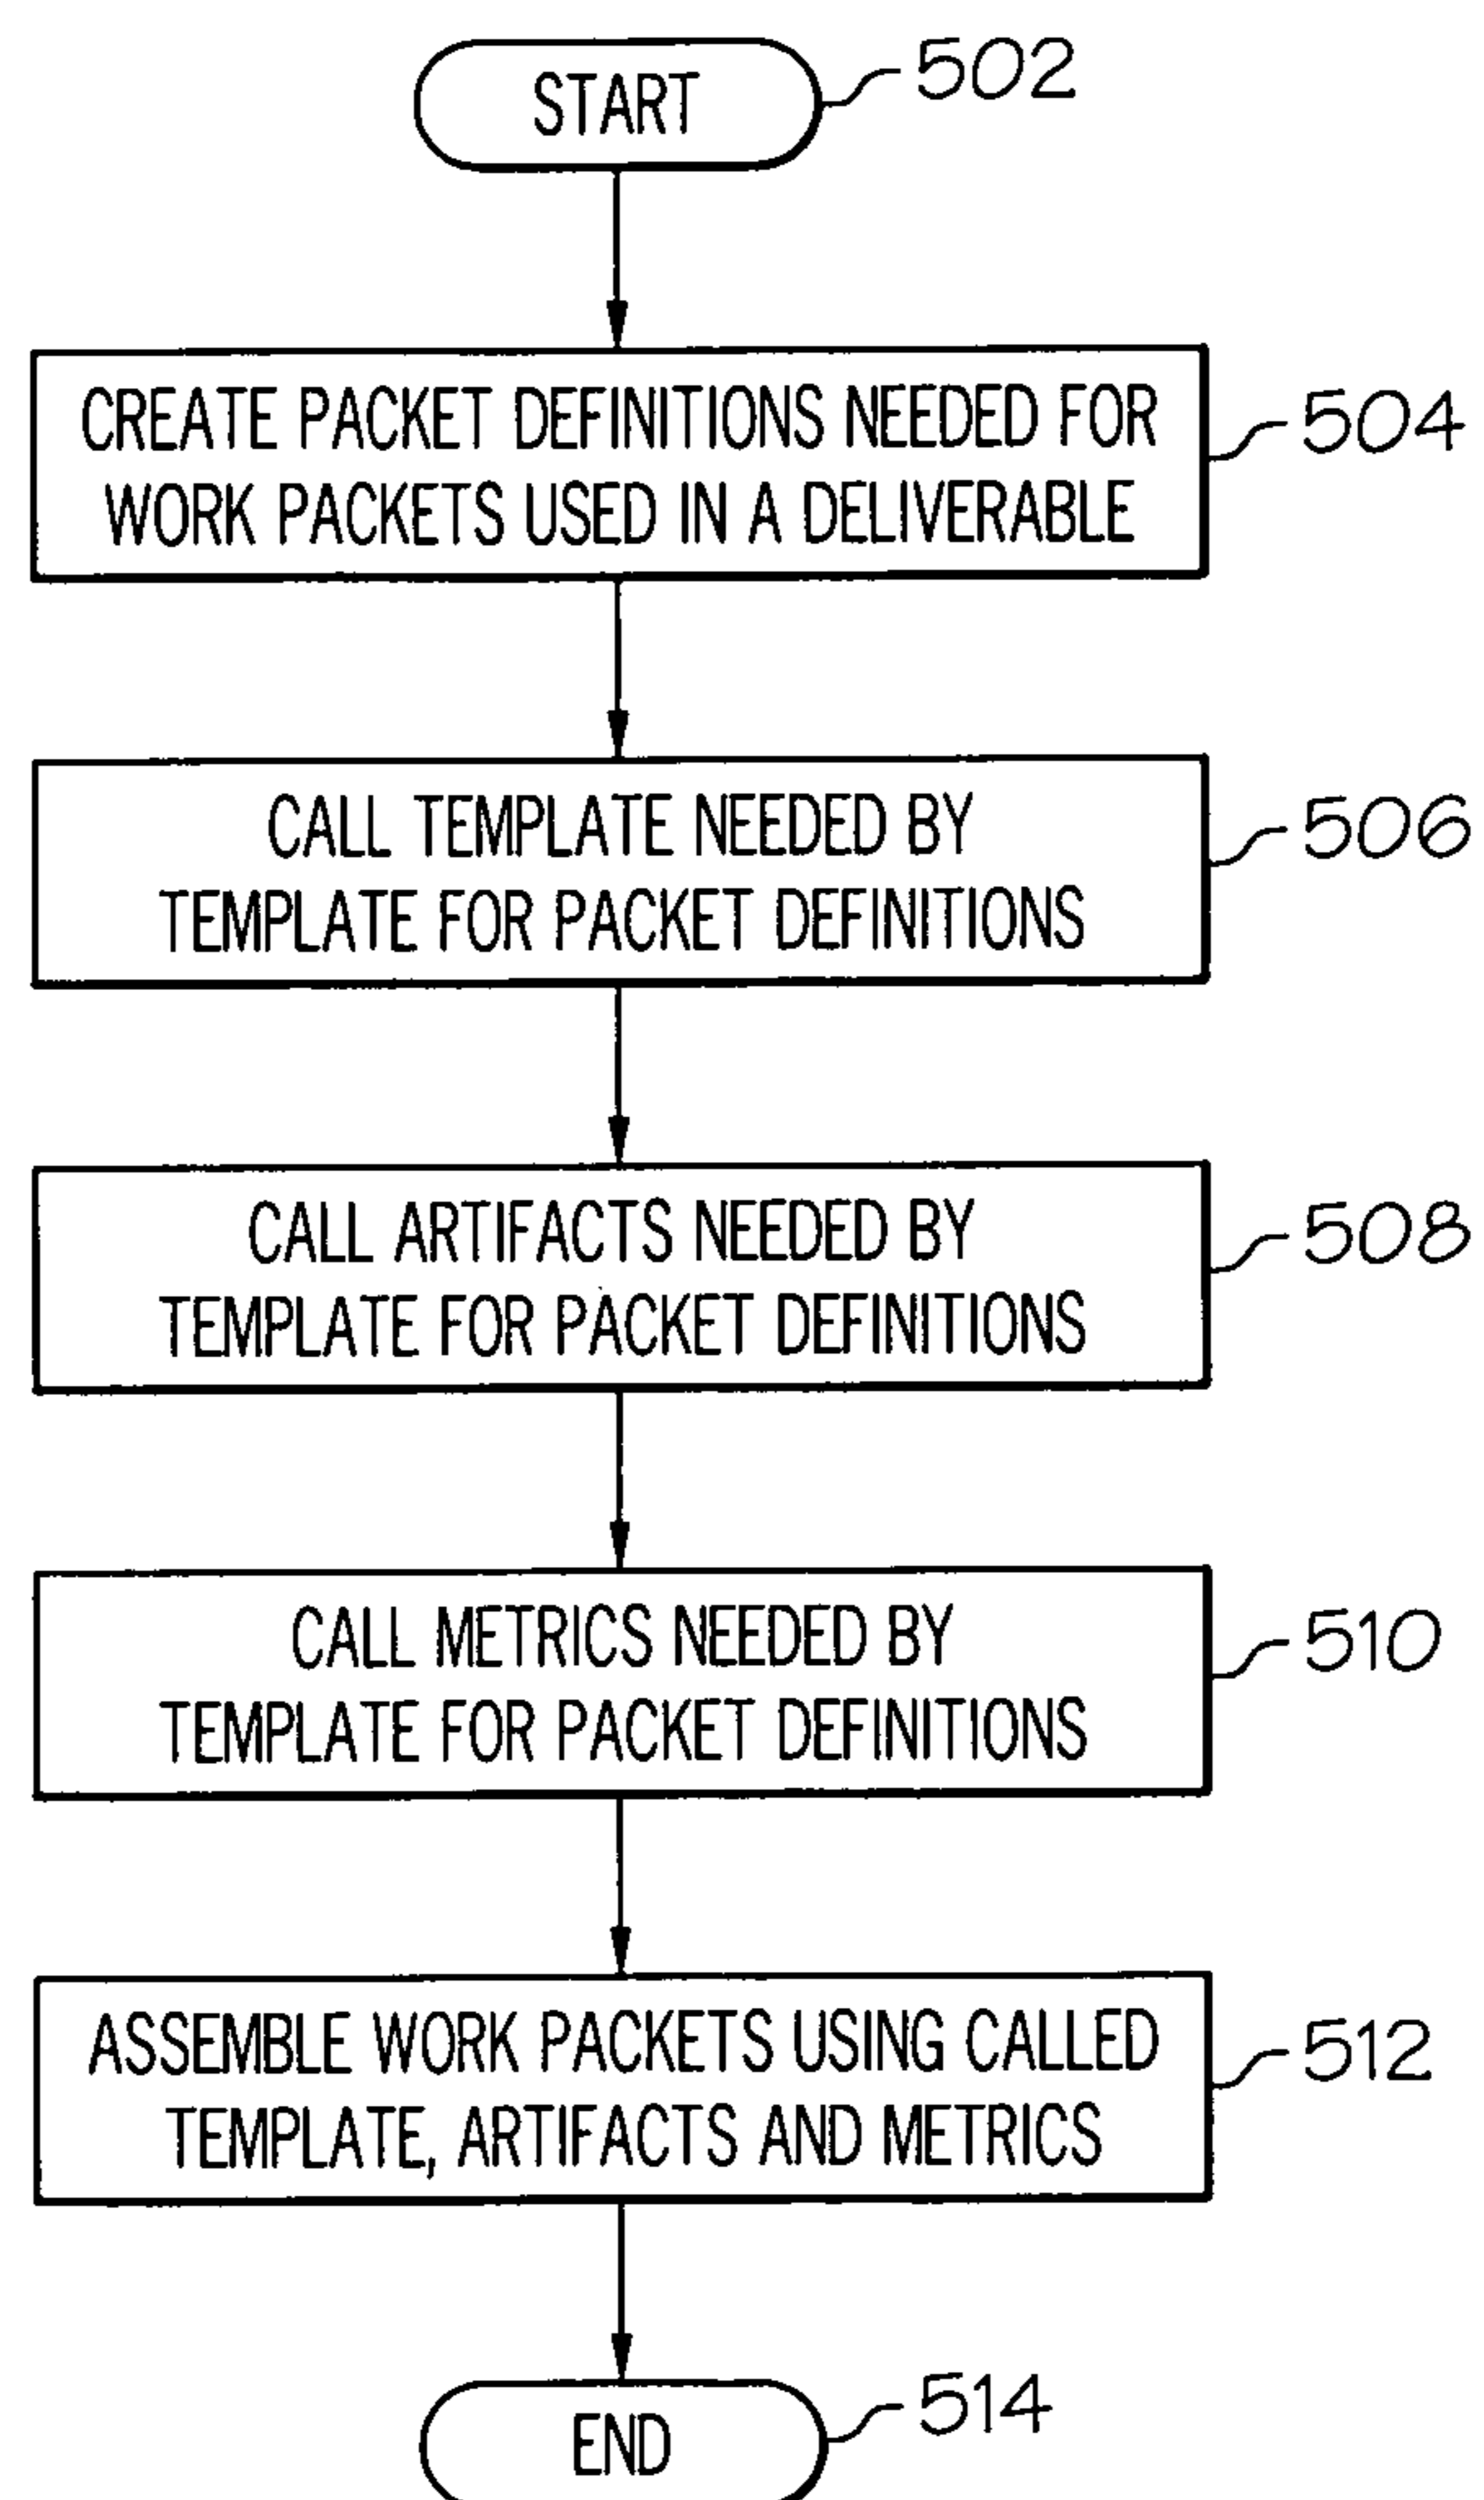 START
502
CREATE PACKET DEFINITIONS NEEDED FOR
WORK PACKETS USED IN A DELIVERABLE
504
CALL TEMPLATE NEEDED BY
TEMPLATE FOR PACKET DEFINITIONS
506
CALL ARTIFACTS NEEDED BY
TEMPLATE FOR PACKET DEFINITIONS
508
CALL METRICS NEEDED BY
TEMPLATE FOR PACKET DEFINITIONS
510
ASSEMBLE WORK PACKETS USING CALLED
TEMPLATE, ARTIFACTS AND METRICS
512
END
514